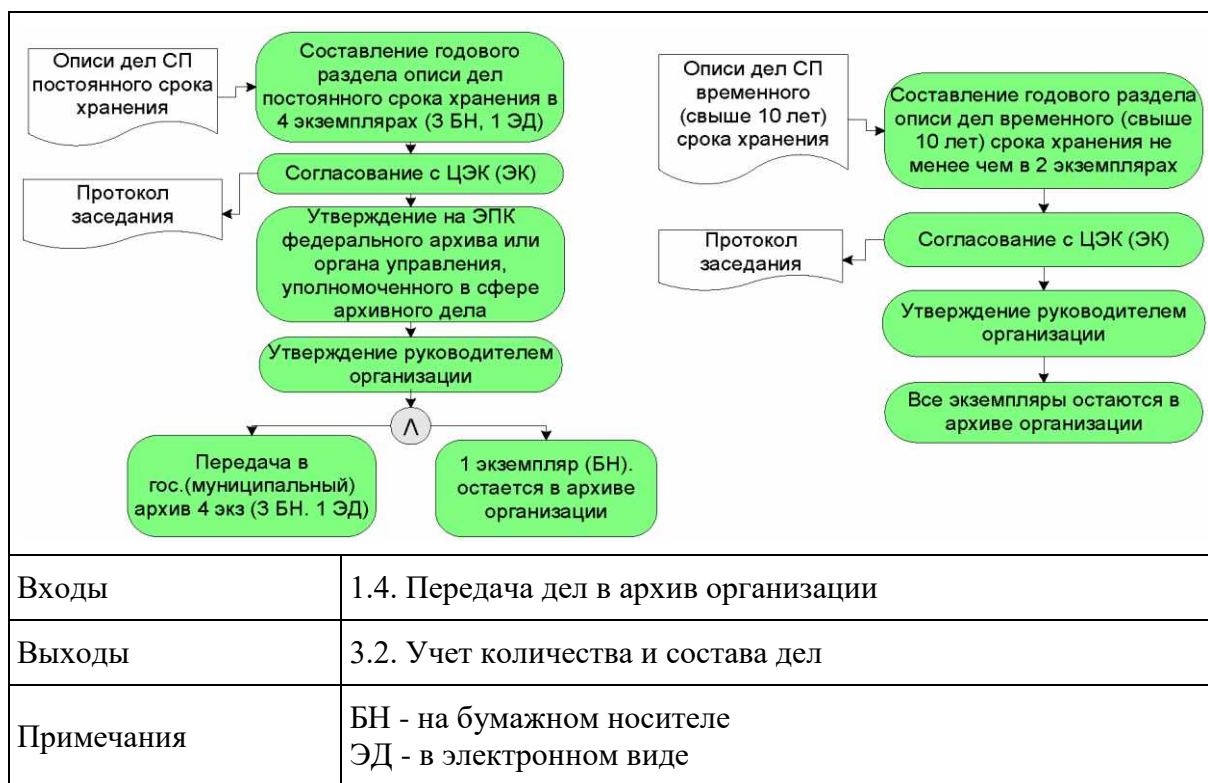 Описи дел СП
постоянного срока
хранения
Составление годового
раздела описи дел
постоянного срока хранения в
4 экземплярах (3 БН, 1 ЭД)
Согласование с ЦЭК (ЭК)
Протокол
заседания
Утверждение на ЭПК
федерального архива или
органа управления,
уполномоченного в сфере
архивного дела
Утверждение руководителем
организации
Λ
Передача в
гос.(муниципальный)
архив 4 экз (3 БН. 1 ЭД)
1 экземпляр (БН).
остается в архиве
организации
Описи дел СП
временного
(свыше 10 лет)
срока хранения
Составление годового раздела
описи дел временного (свыше
10 лет) срока хранения не
менее чем в 2 экземплярах
Согласование с ЦЭК (ЭК)
Протокол
заседания
Утверждение руководителем
организации
Все экземпляры остаются в
архиве организации
Входы
1.4. Передача дел в архив организации
Выходы
3.2. Учет количества и состава дел
Примечания
БН - на бумажном носителе
ЭД - в электронном виде